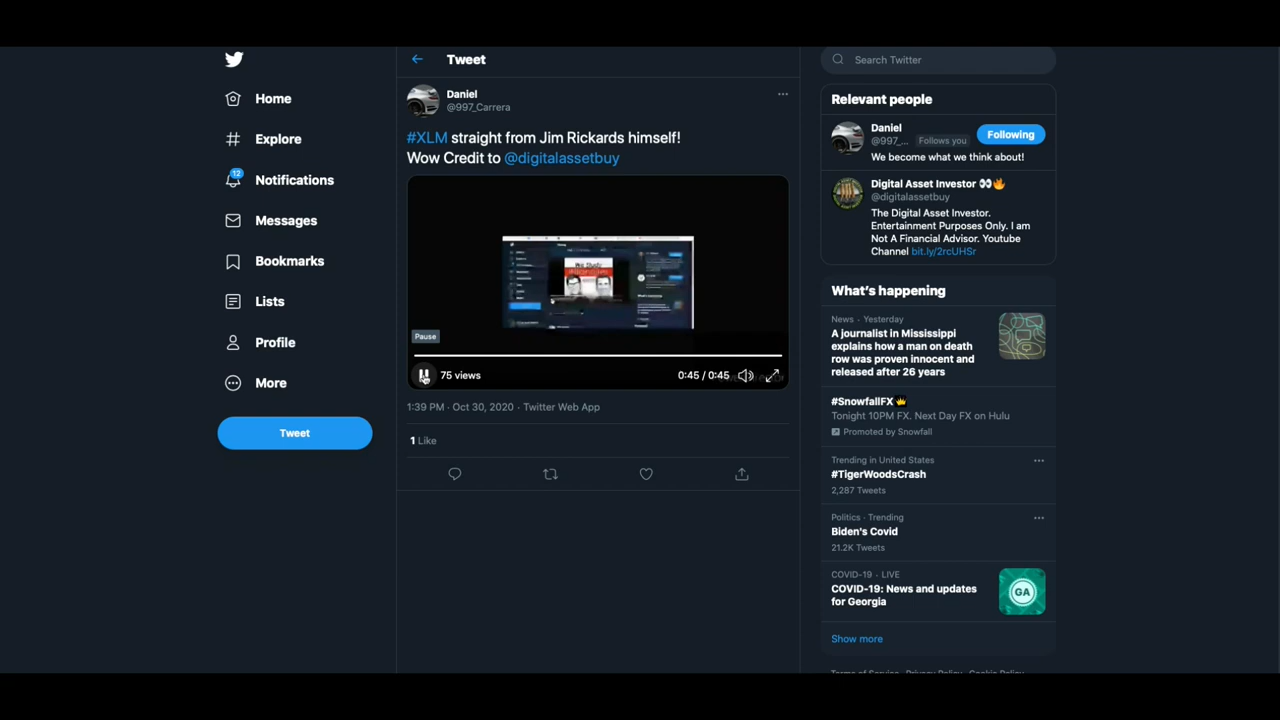 Home
Explore
12
Notifications
Messages
Bookmarks
Lists
Profile
More
Tweet
Tweet
Daniel
@997_Carrera
#XLM straight from Jim Rickards himself!
Wow Credit to @digitalassetbuy
Pause
75 views
0:45 / 0:45
1:39 PM · Oct 30, 2020 · Twitter Web App
1 Like
Search Twitter
Relevant people
Daniel
@997_...
Follows you
Following
We become what we think about!
Digital Asset Investor
@digitalassetbuy
The Digital Asset Investor.
Entertainment Purposes Only. I am
Not A Financial Advisor. Youtube
Channel bit.ly/2rcUHSr
What's happening
News · Yesterday
A journalist in Mississippi
explains how a man on death
row was proven innocent and
released after 26 years
#SnowfallFX
Tonight 10PM FX. Next Day FX on Hulu
Promoted by Snowfall
Trending in United States
#TigerWoodsCrash
2,287 Tweets
Politics · Trending
Biden's Covid
21.2K Tweets
COVID-19 · LIVE
COVID-19: News and updates
for Georgia
GA
Show more
Terms of Service Privacy Policy Cookie Policy